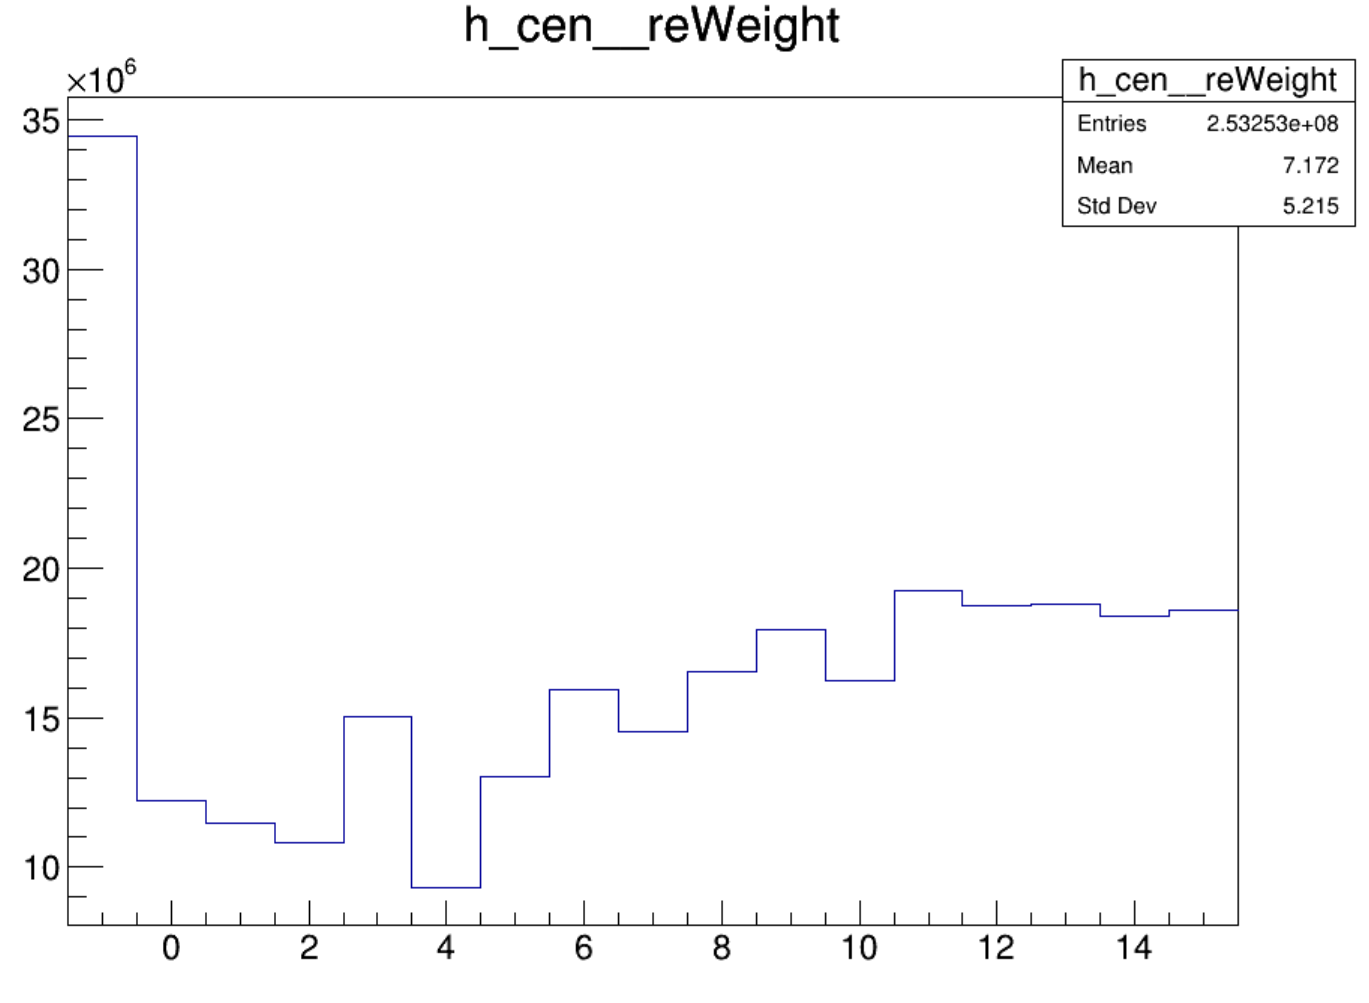 h_cen__reWeight
×10⁶
h_cen__reWeight
Entries 2.53253e+08
Mean 7.172
Std Dev 5.215
35
30
25
20
15
10
0 2 4 6 8 10 12 14